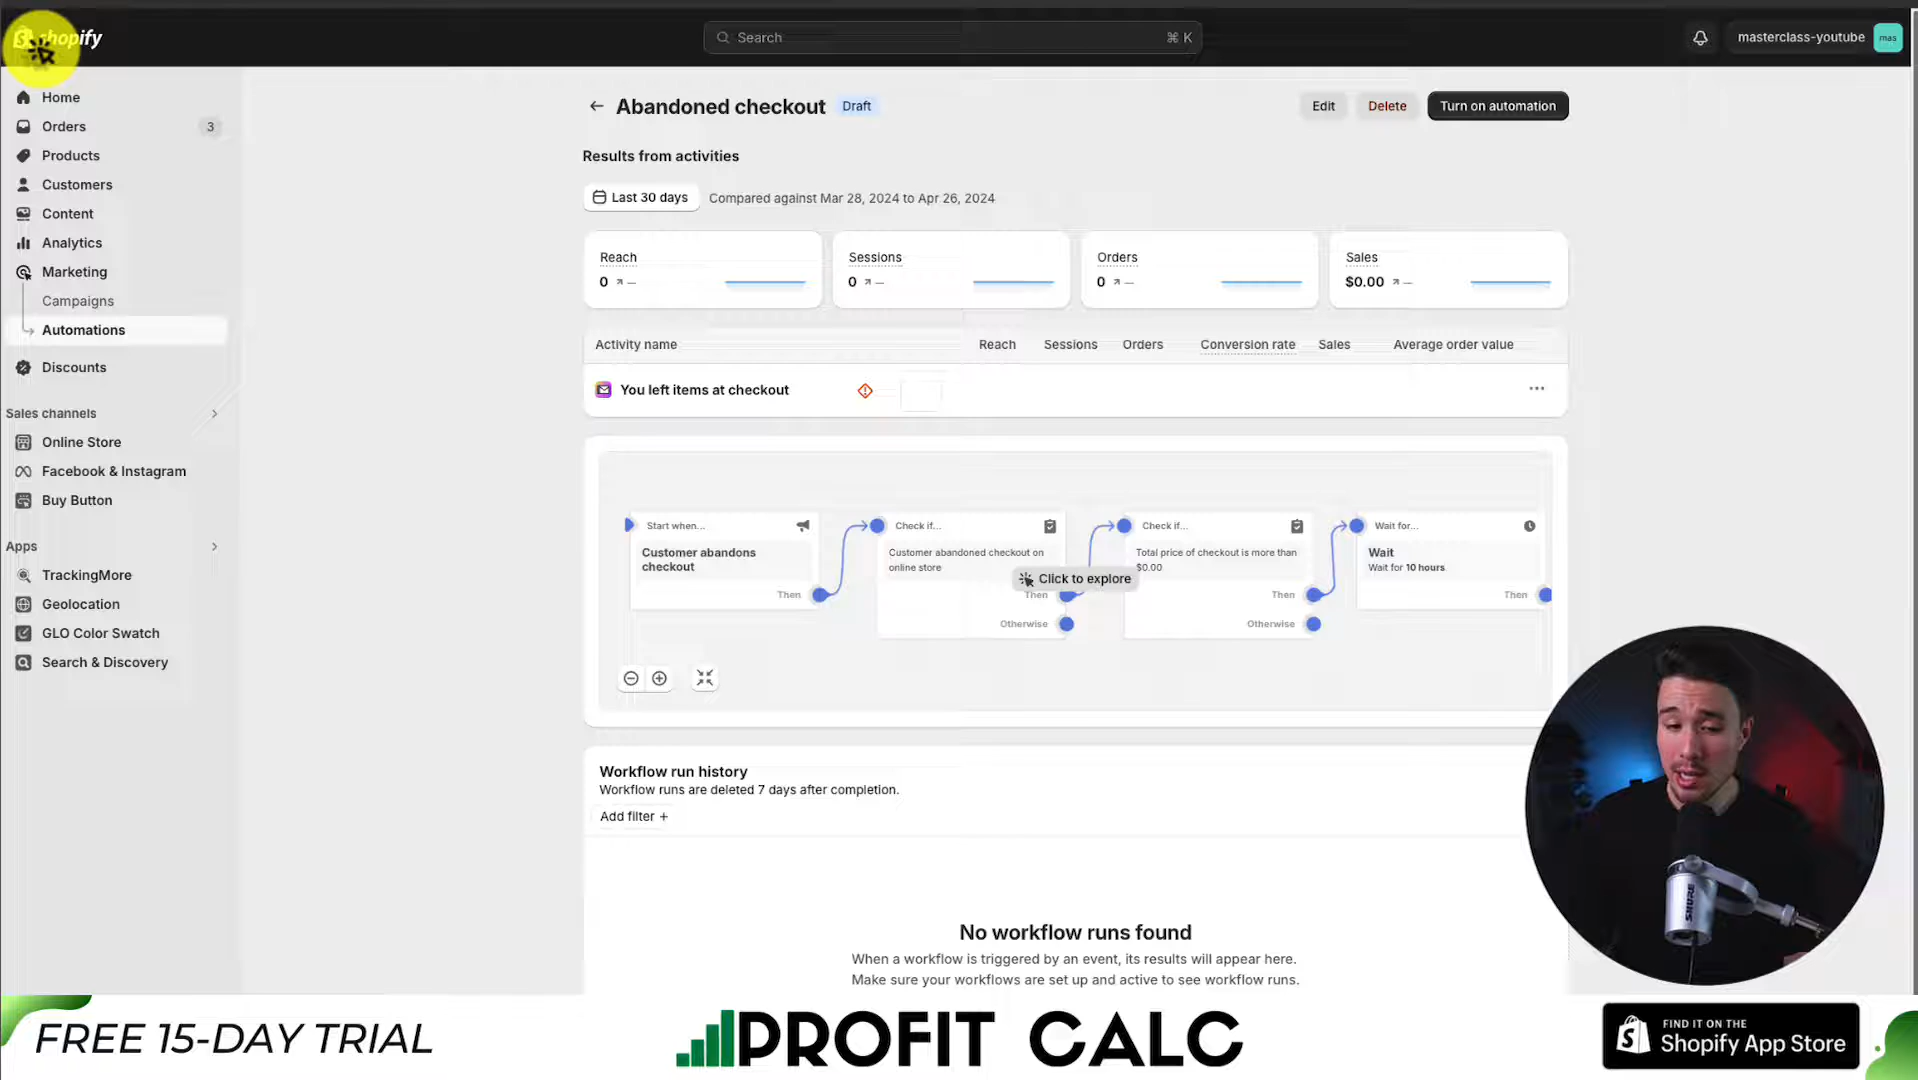 shopify
Search
⌘ K
masterclass-youtube
mas
Home
Orders
3
Products
Customers
Content
Analytics
Marketing
Campaigns
Automations
Discounts
Sales channels
Online Store
Facebook & Instagram
Buy Button
Apps
TrackingMore
Geolocation
GLO Color Swatch
Search & Discovery
Abandoned checkout
Draft
Edit
Delete
Turn on automation
Results from activities
Last 30 days
Compared against Mar 28, 2024 to Apr 26, 2024
Reach
0
Sessions
0
Orders
0
Sales
$0.00
Activity name
Reach
Sessions
Orders
Conversion rate
Sales
Average order value
You left items at checkout
Start when...
Customer abandons
checkout
Then
Check if...
Customer abandoned checkout on
online store
Then
Otherwise
Check if...
Total price of checkout is more than
$0.00
Then
Otherwise
Wait for...
Wait
Wait for 10 hours
Then
Click to explore
Workflow run history
Workflow runs are deleted 7 days after completion.
Add filter +
No workflow runs found
When a workflow is triggered by an event, its results will appear here.
Make sure your workflows are set up and active to see workflow runs.
SHURE
FREE 15-DAY TRIAL
PROFIT CALC
FIND IT ON THE
Shopify App Store